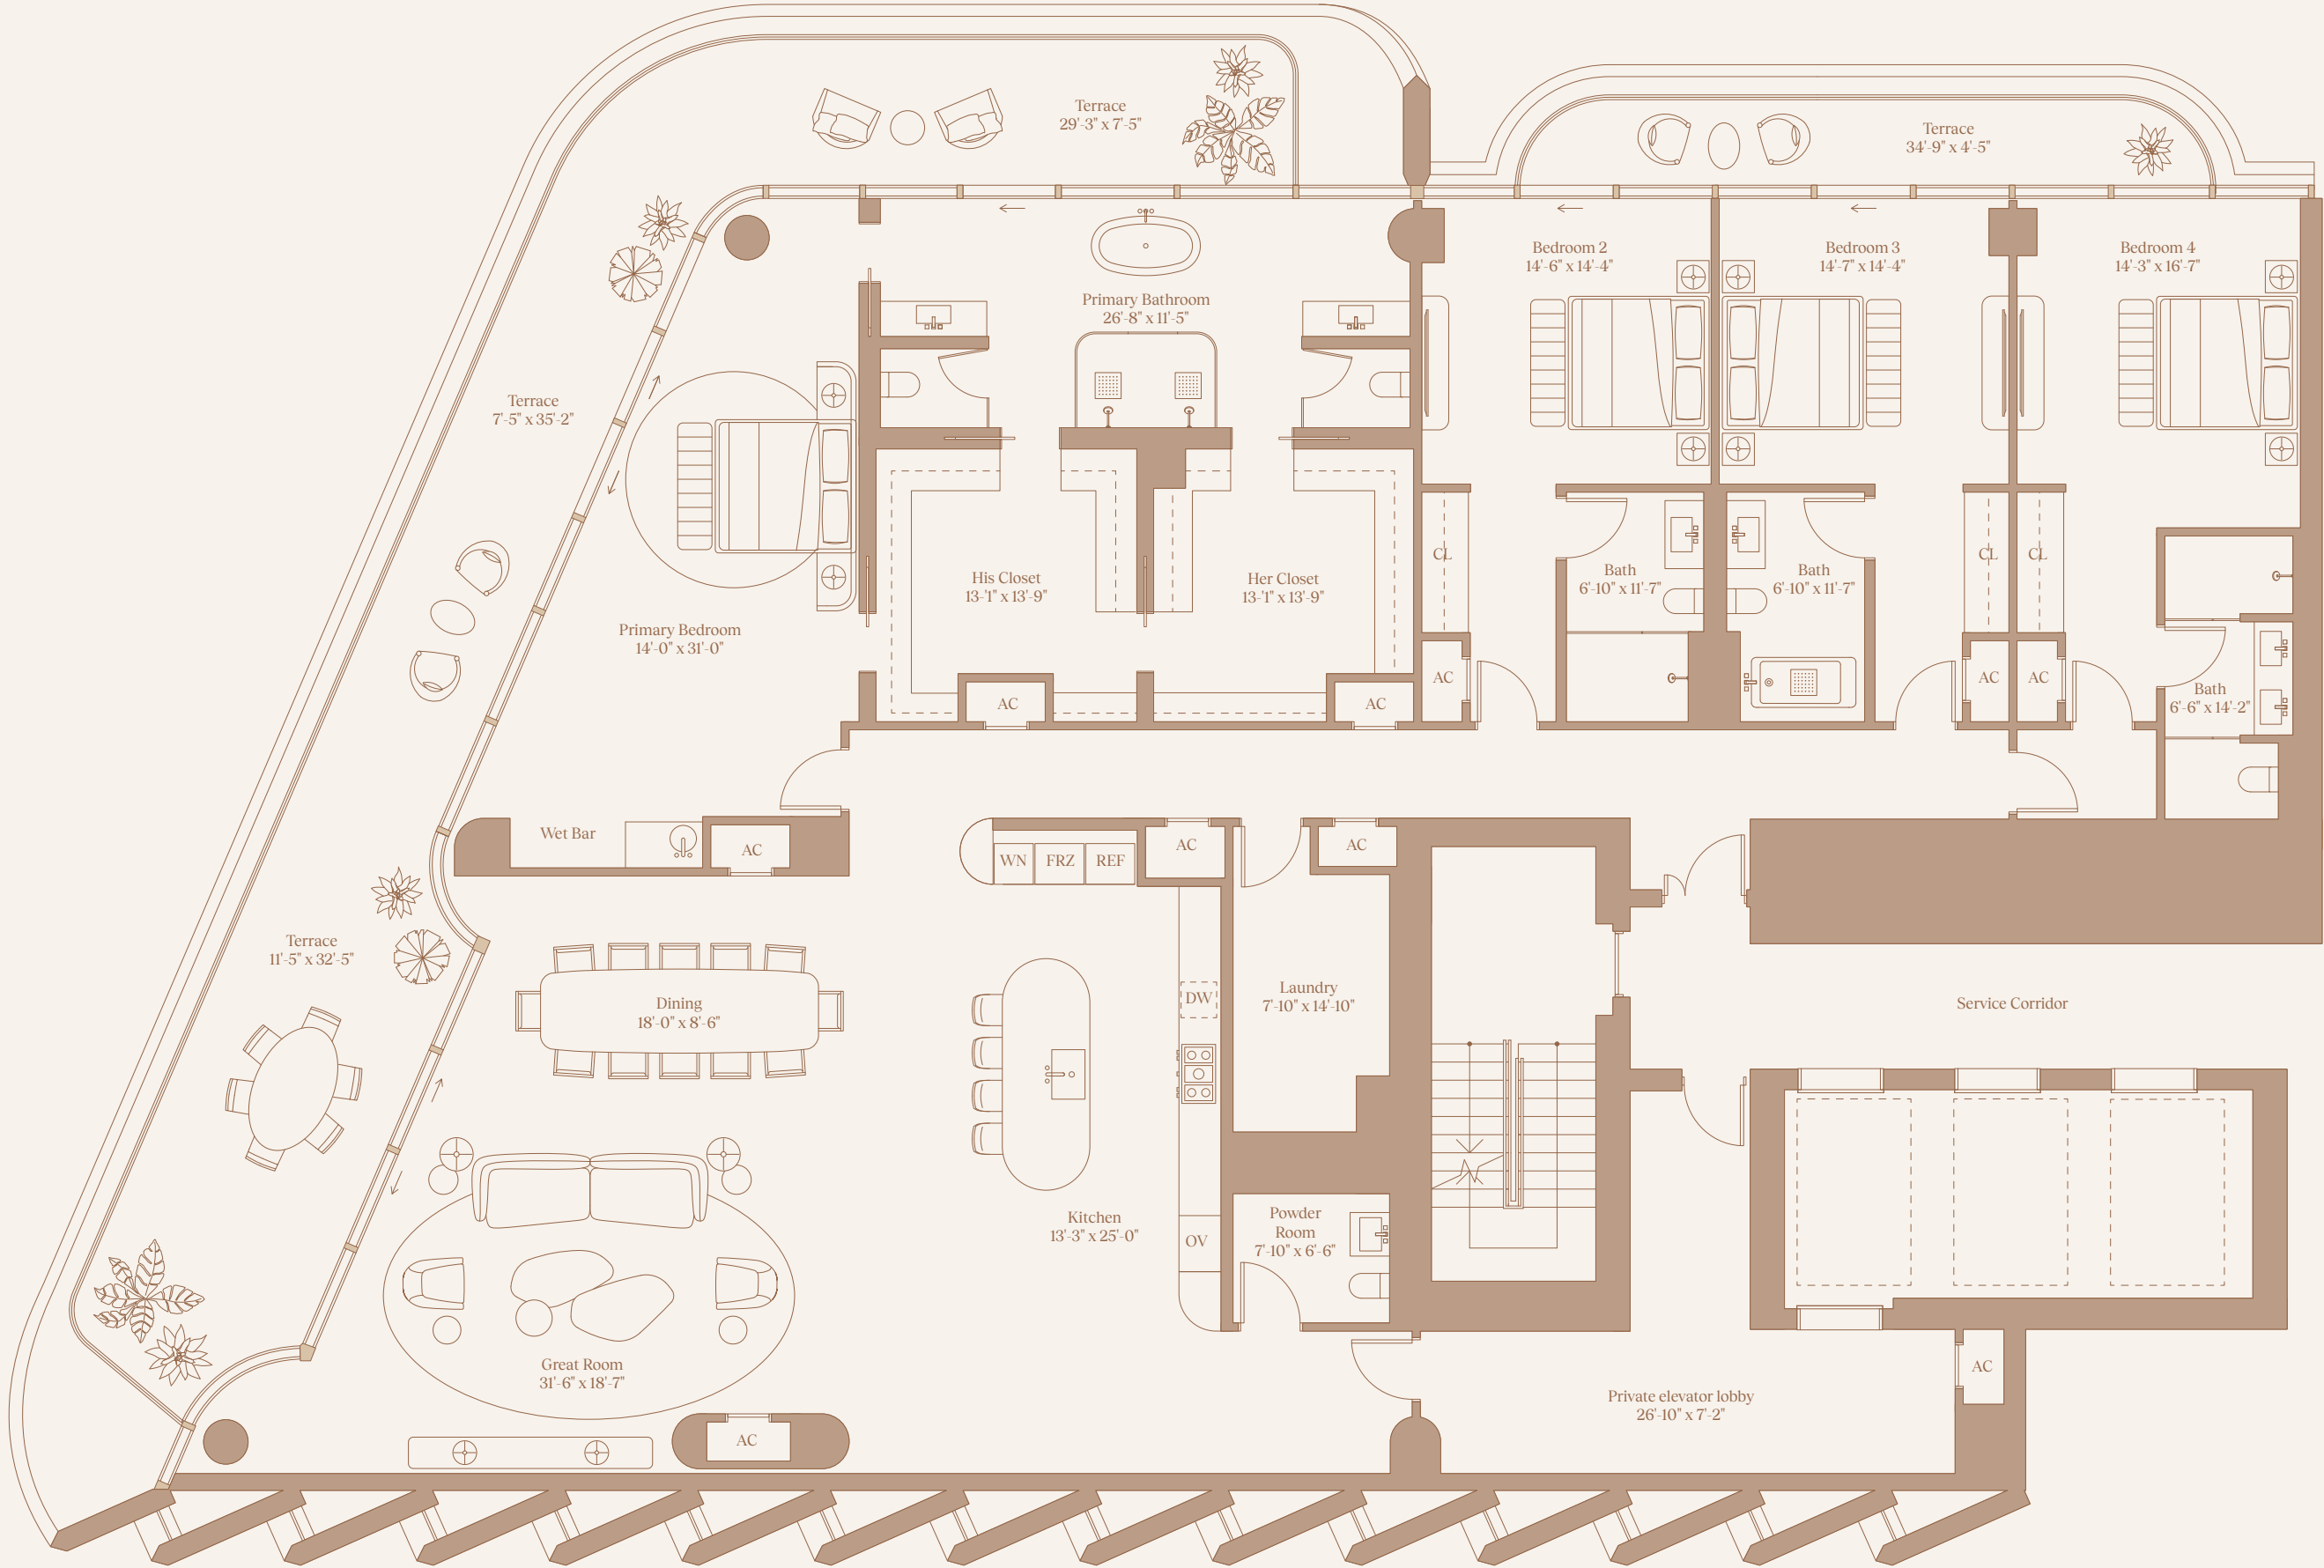 Terrace
29'-3" x 7'-5"
Terrace
34'-9" x 4'-5"
Bedroom 2
14'-6" x 14'-4"
Bedroom 3
14'-7" x 14'-4"
Bedroom 4
14'-3" x 16'-7"
Primary Bathroom
26'-8" x 11'-5"
Terrace
7'-5" x 35'-2"
His Closet
13-'1" x 13'-9"
Her Closet
13-'1" x 13'-9"
CL
Bath
6'-10" x 11'-7"
Bath
6'-10" x 11'-7"
CL
CL
Primary Bedroom
14'-0" x 31'-0"
AC
AC
AC
AC
AC
Bath
6'-6" x 14'-2"
Wet Bar
AC
WN
FRZ
REF
AC
AC
Terrace
11'-5" x 32'-5"
Dining
18'-0" x 8'-6"
DW
Laundry
7'-10" x 14'-10"
Service Corridor
Kitchen
13'-3" x 25'-0"
OV
Powder
Room
7'-10" x 6'-6"
Great Room
31'-6" x 18'-7"
AC
Private elevator lobby
26'-10" x 7'-2"
AC